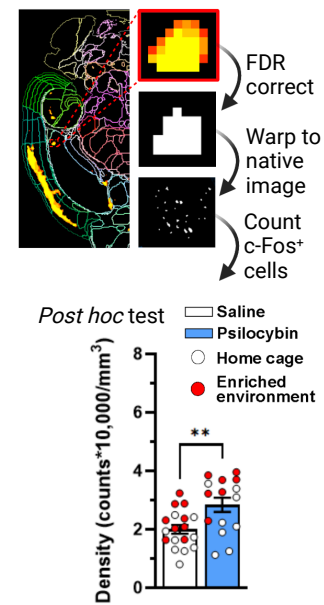 FDR
correct
Warp to
native
image
Count
c-Fos⁺
cells
Post hoc test
Saline
Psilocybin
Home cage
Enriched
environment
Density (counts*10,000/mm³)
8
6
4
2
0
**